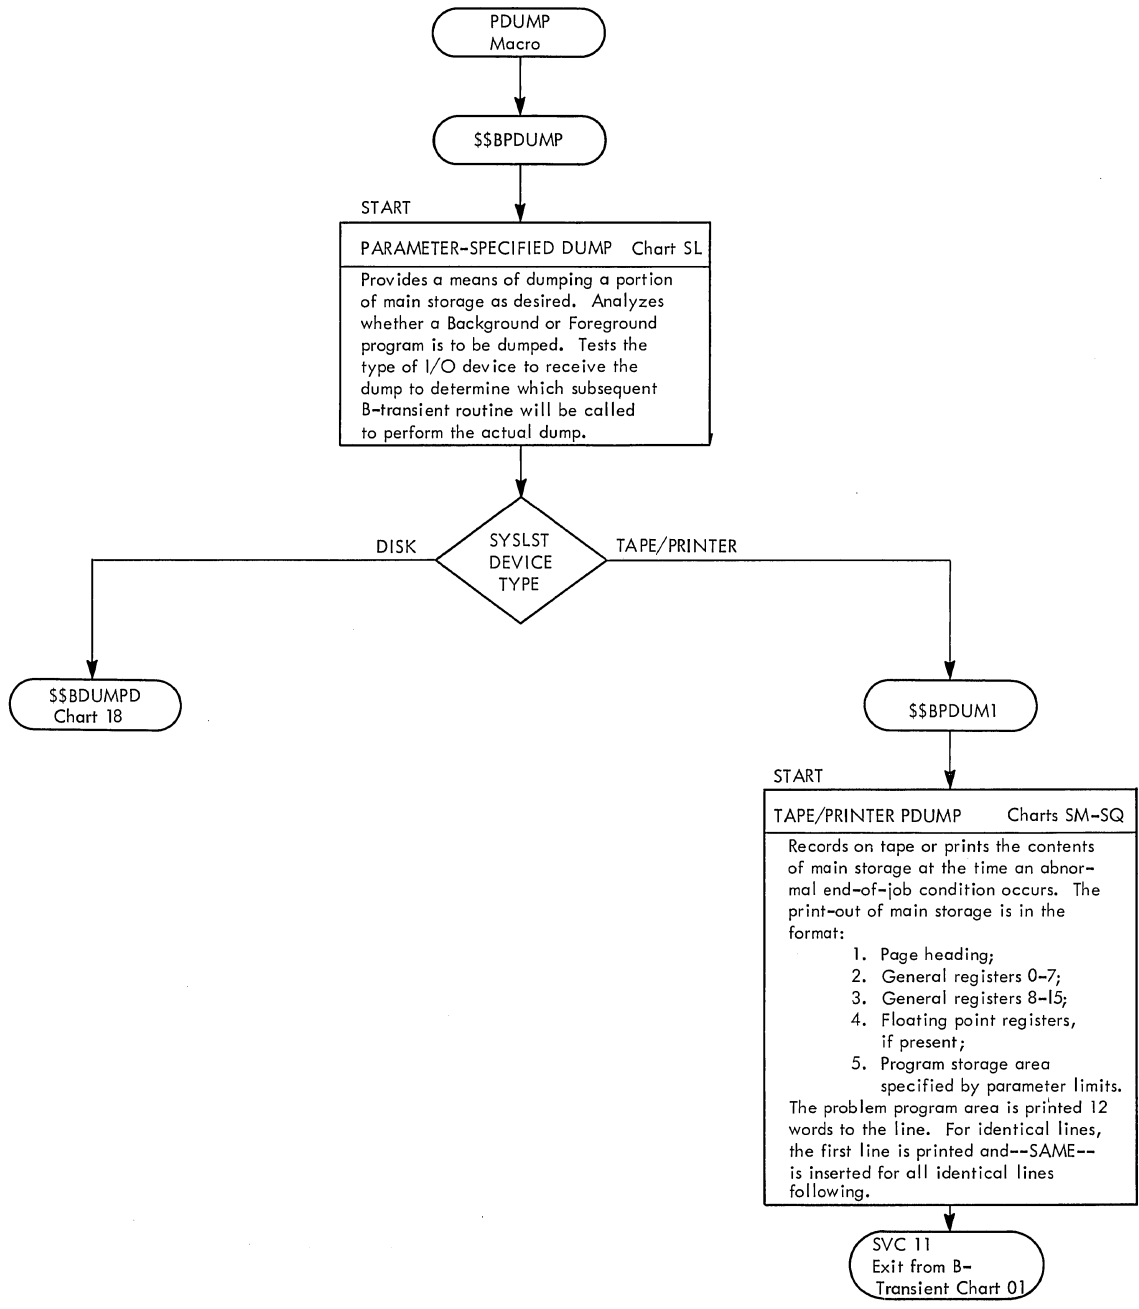 PDUMP
Macro
$$BPDUMP
START
PARAMETER-SPECIFIED DUMP Chart SL
Provides a means of dumping a portion
of main storage as desired. Analyzes
whether a Background or Foreground
program is to be dumped. Tests the
type of I/O device to receive the
dump to determine which subsequent
B-transient routine will be called
to perform the actual dump.
SYSLST
DEVICE
TYPE
DISK
TAPE/PRINTER
$$BDUMPD
Chart 18
$$BPDUM1
START
TAPE/PRINTER PDUMP Charts SM-SQ
Records on tape or prints the contents
of main storage at the time an abnor-
mal end-of-job condition occurs. The
print-out of main storage is in the
format:
1. Page heading;
2. General registers 0-7;
3. General registers 8-15;
4. Floating point registers,
if present;
5. Program storage area
specified by parameter limits.
The problem program area is printed 12
words to the line. For identical lines,
the first line is printed and--SAME--
is inserted for all identical lines
following.
SVC 11
Exit from B-
Transient Chart 01